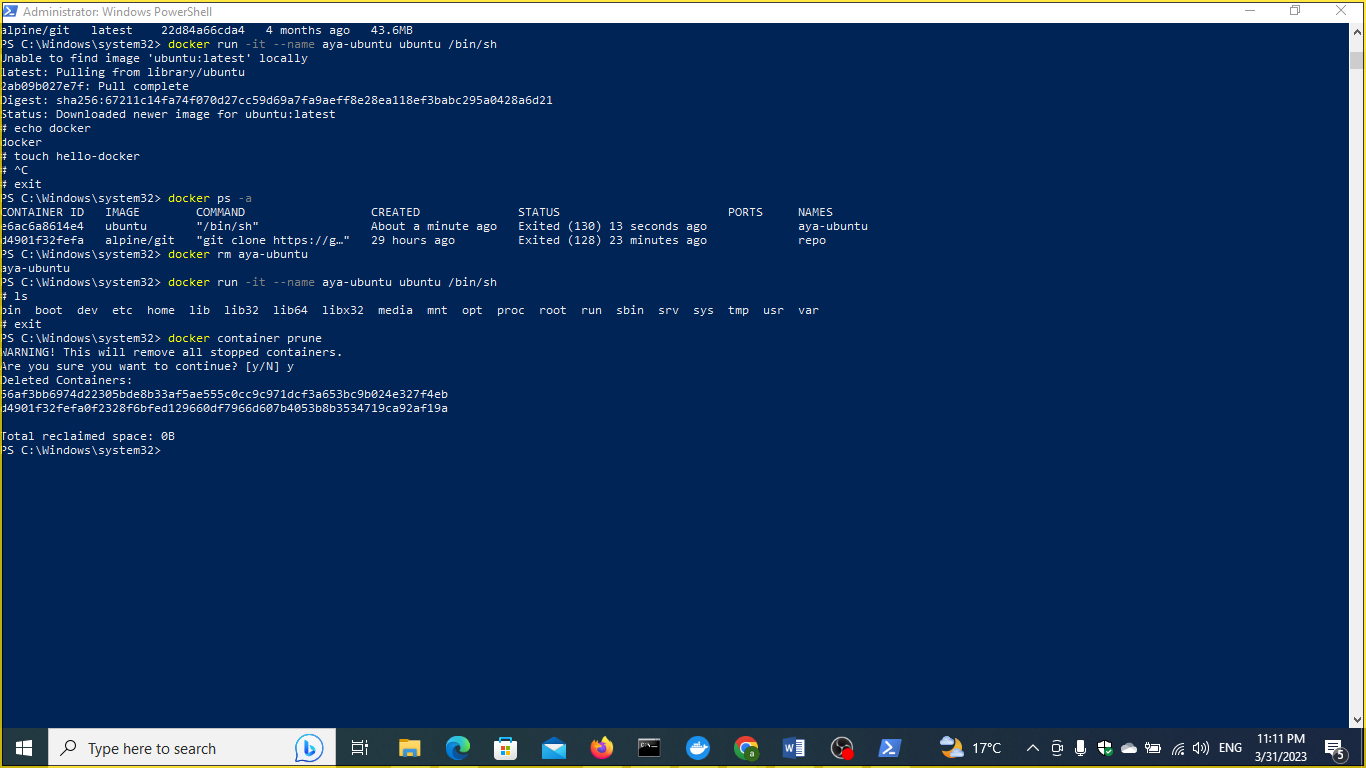 Administrator: Windows PowerShell
alpine/git   latest    22d84a66cda4   4 months ago   43.6MB
PS C:\Windows\system32> docker run -it --name aya-ubuntu ubuntu /bin/sh
Unable to find image 'ubuntu:latest' locally
latest: Pulling from library/ubuntu
2ab09b027e7f: Pull complete
Digest: sha256:67211c14fa74f070d27cc59d69a7fa9aeff8e28ea118ef3babc295a0428a6d21
Status: Downloaded newer image for ubuntu:latest
# echo docker
docker
# touch hello-docker
# ^C
# exit
PS C:\Windows\system32> docker ps -a
CONTAINER ID   IMAGE        COMMAND                  CREATED              STATUS                        PORTS     NAMES
e6ac6a8614e4   ubuntu       "/bin/sh"                About a minute ago   Exited (130) 13 seconds ago             aya-ubuntu
d4901f32fefa   alpine/git   "git clone https://g…"   29 hours ago         Exited (128) 23 minutes ago             repo
PS C:\Windows\system32> docker rm aya-ubuntu
aya-ubuntu
PS C:\Windows\system32> docker run -it --name aya-ubuntu ubuntu /bin/sh
# ls
bin  boot  dev  etc  home  lib  lib32  lib64  libx32  media  mnt  opt  proc  root  run  sbin  srv  sys  tmp  usr  var
# exit
PS C:\Windows\system32> docker container prune
WARNING! This will remove all stopped containers.
Are you sure you want to continue? [y/N] y
Deleted Containers:
56af3bb6974d22305bde8b33af5ae555c0cc9c971dcf3a653bc9b024e327f4eb
d4901f32fefa0f2328f6bfed129660df7966d607b4053b8b3534719ca92af19a
Total reclaimed space: 0B
PS C:\Windows\system32>
Type here to search
17°C
ENG
11:11 PM
3/31/2023
5